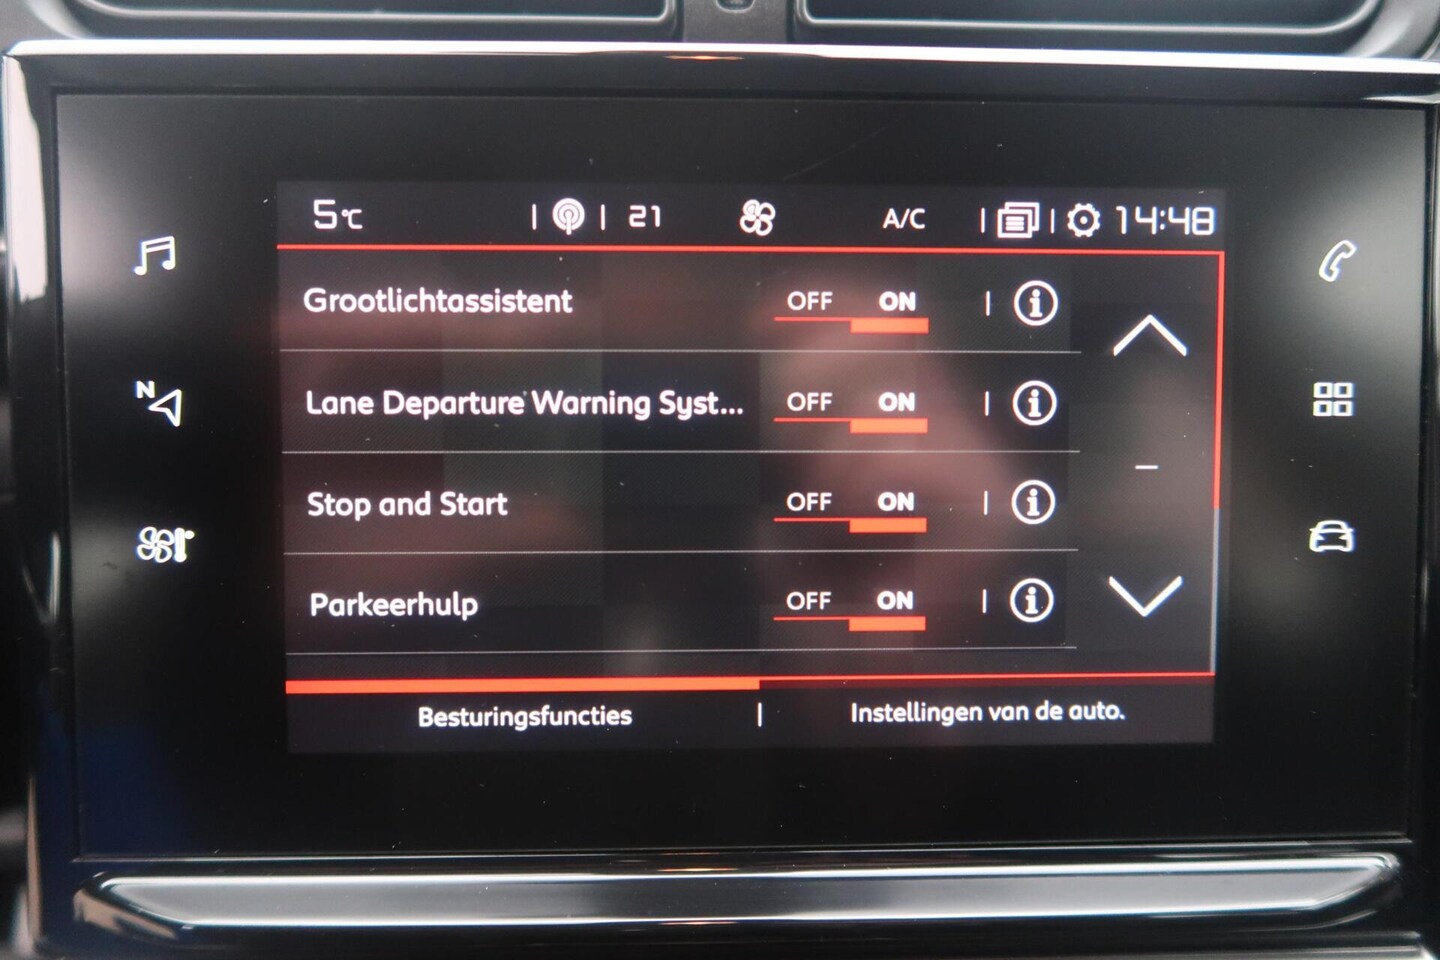 5°C 21 A/C 14:48
Grootlichtassistent OFF ON
N
Lane Departure Warning Syst... OFF ON
Stop and Start OFF ON
Parkeerhulp OFF ON
Besturingsfuncties | Instellingen van de auto.